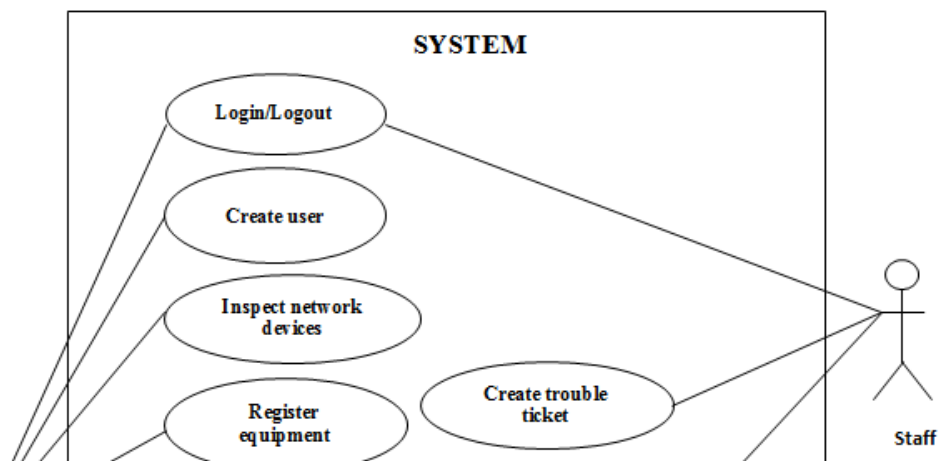 SYSTEM
Login/Logout
Create user
Inspect network
devices
Register
equipment
Create trouble
ticket
Staff